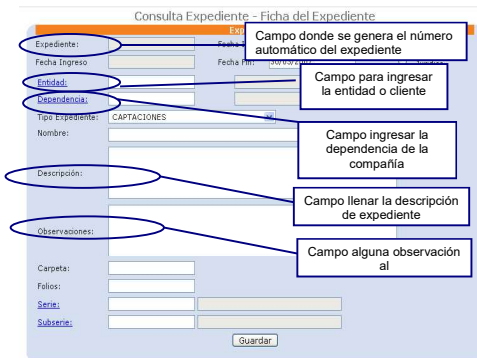 Consulta Expediente - Ficha del Expediente
Campo donde se genera el número
automático del expediente
Expediente:
Fecha Ingreso
Fecha Fin:
Campo para ingresar
la entidad o cliente
Entidad:
Dependencia:
Tipo Expediente: CAPTACIONES
Nombre:
Campo ingresar la
dependencia de la
compañía
Descripción:
Campo llenar la descripción
de expediente
Observaciones:
Campo alguna observación
al
Carpeta:
Folios:
Serie:
Subserie:
Guardar